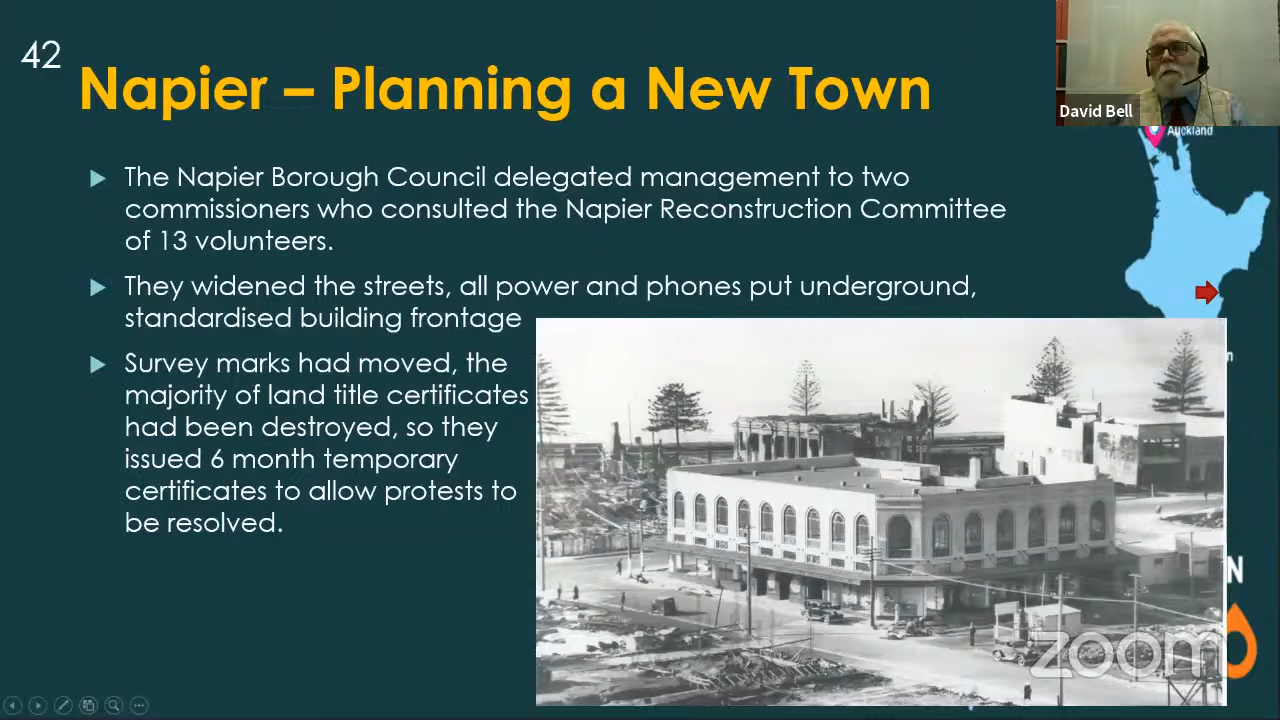 42
Napier – Planning a New Town
David Bell
Auckland
The Napier Borough Council delegated management to two
commissioners who consulted the Napier Reconstruction Committee
of 13 volunteers.
They widened the streets, all power and phones put underground,
standardised building frontage
Survey marks had moved, the
majority of land title certificates
had been destroyed, so they
issued 6 month temporary
certificates to allow protests to
be resolved.
n
N
zoom